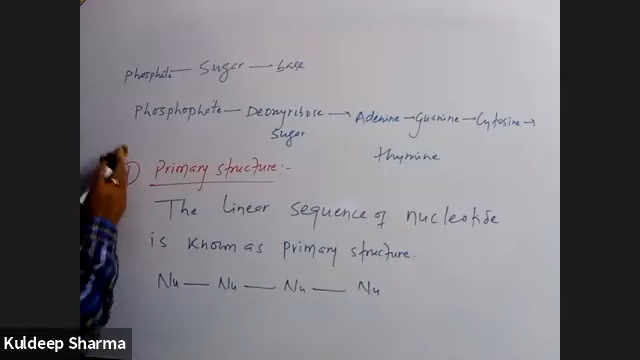 Phosphate — Sugar — base
Phosphophate — Deoxyribose → Adenine → Guanine → Cytosine →
Sugar
thymine
1) Primary structure :-
The linear sequence of nucleotide
is known as primary structure.
Nu — Nu — Nu — Nu
Kuldeep Sharma